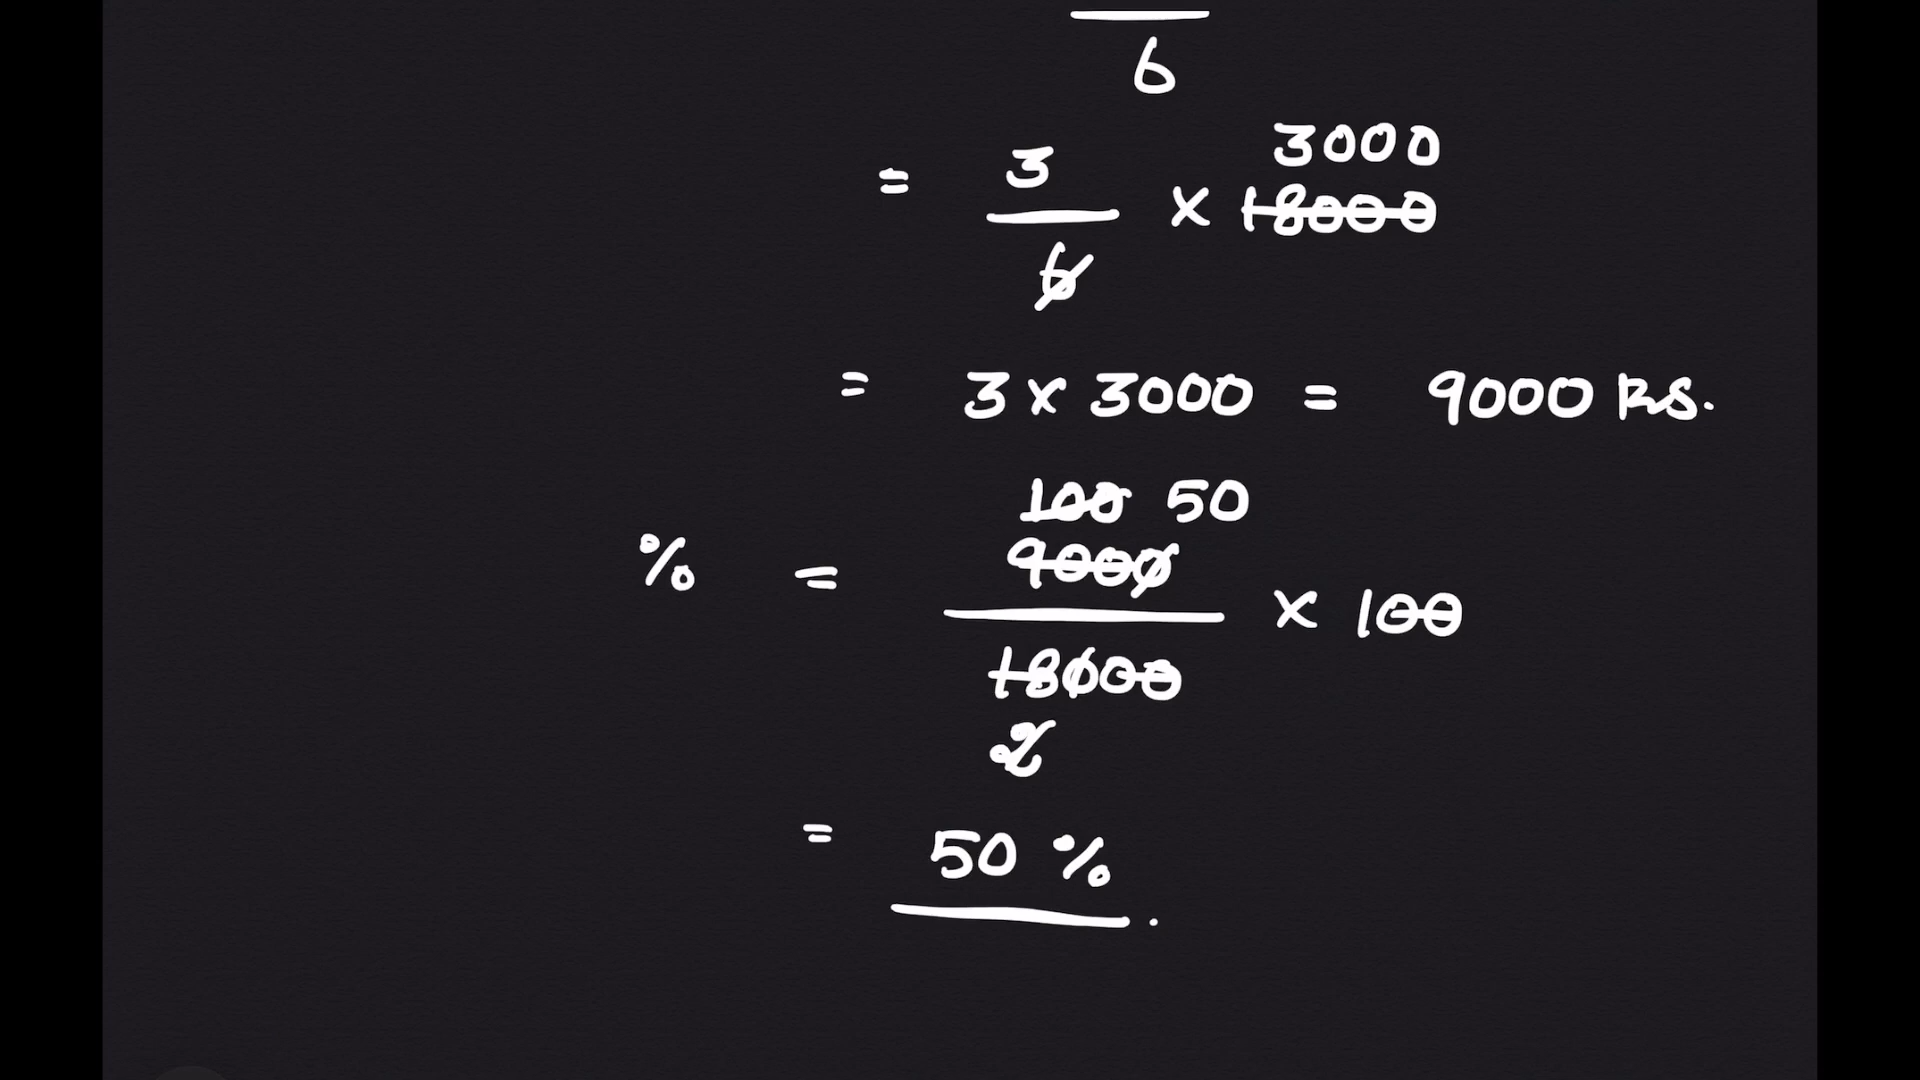 6
3000
= 3/6 x 18000
= 3 x 3000 = 9000 Rs.
100 50
% = 9000/18000 x 100
2
= 50 %.